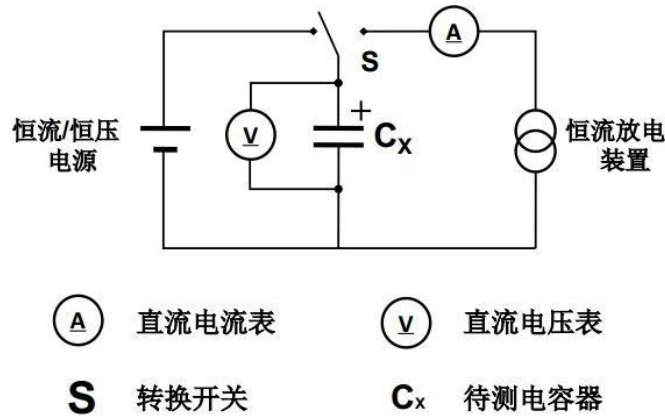 A
S
恒流/恒压
电源
V
+
Cx
恒流放电
装置
A 直流电流表
V 直流电压表
S 转换开关
Cx 待测电容器